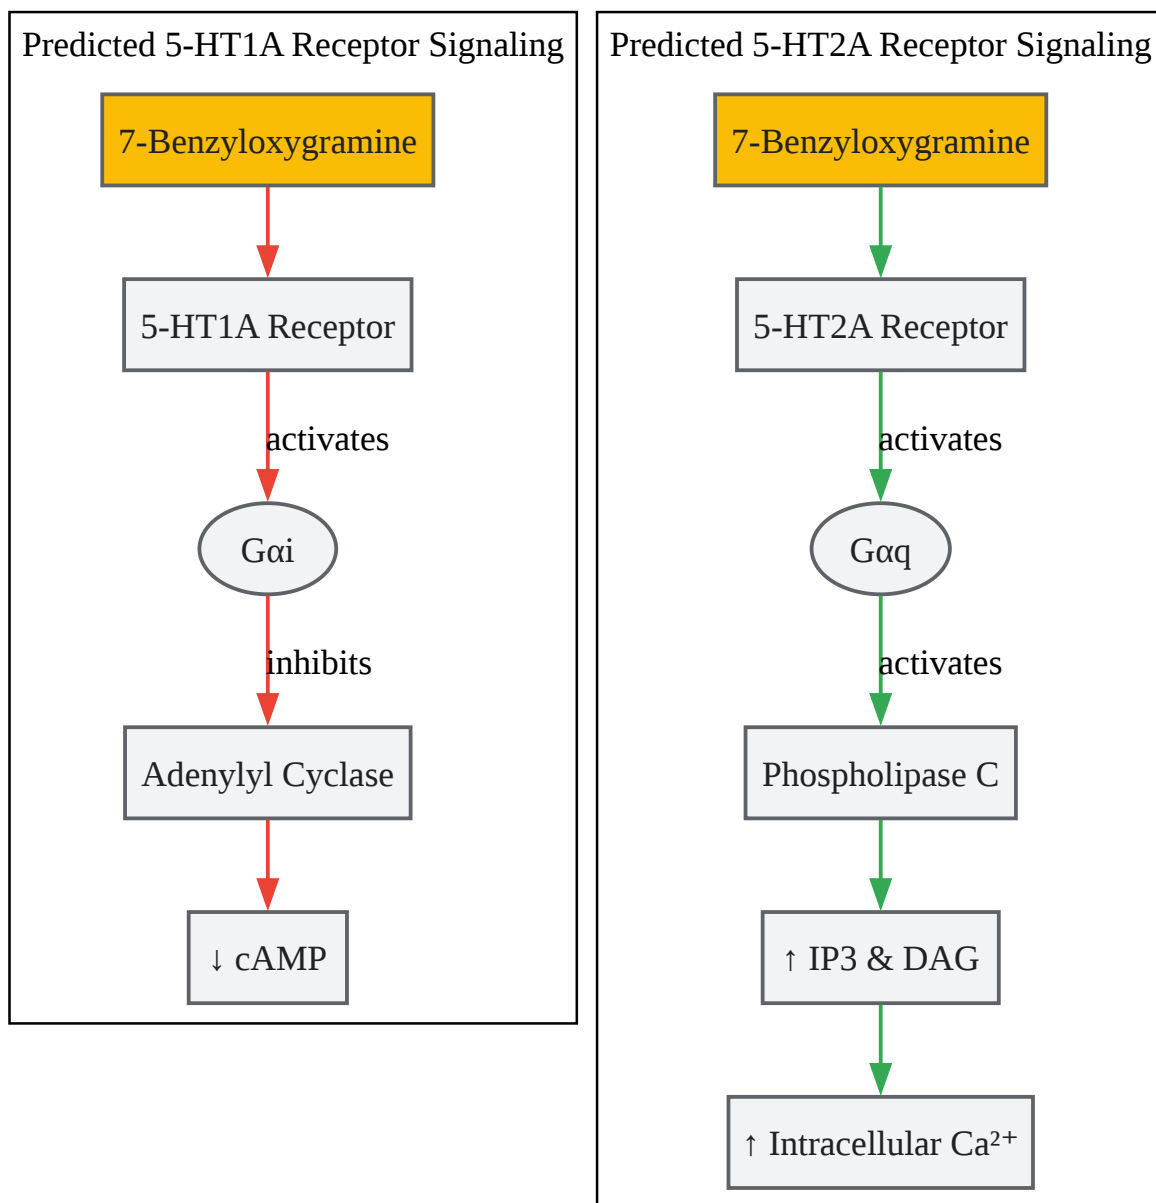 Predicted 5-HT1A Receptor Signaling
7-Benzyloxygramine
5-HT1A Receptor
activates
Gαi
inhibits
Adenylyl Cyclase
↓ cAMP
Predicted 5-HT2A Receptor Signaling
7-Benzyloxygramine
5-HT2A Receptor
activates
Gαq
activates
Phospholipase C
↑ IP3 & DAG
↑ Intracellular Ca²⁺